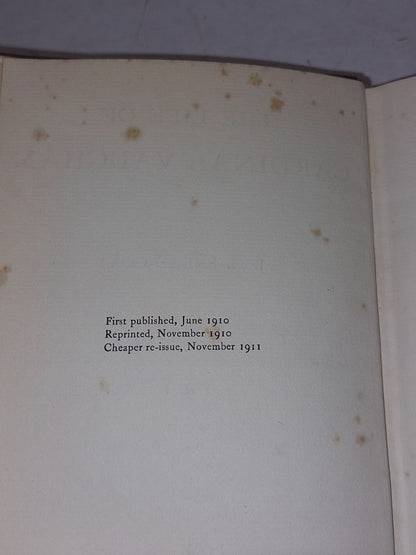 First published, June 1910
Reprinted, November 1910
Cheaper re-issue, November 1911